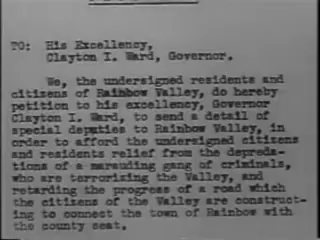 TO:  His Excellency,
Clayton I. Ward, Governor.
We, the undersigned residents and
citizens of Rainbow Valley, do hereby
petition to his excellency, Governor
Clayton I. Ward, to send a detail of
special deputies to Rainbow Valley, in
order to afford the undersigned citizens
and residents relief from the depreda-
tions of a marauding gang of criminals,
who are terrorizing the Valley, and
retarding the progress of a road which
the citizens of the Valley are construct-
ing to connect the town of Rainbow with
the county seat.